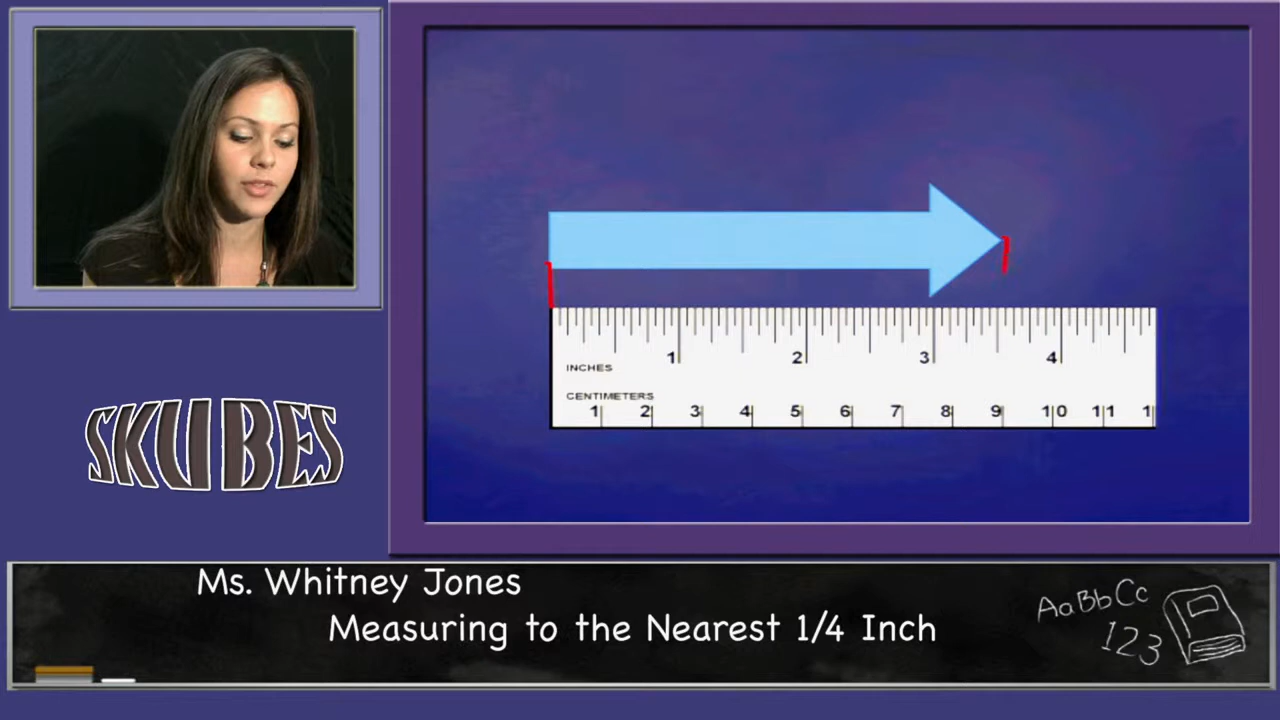 1 2 3 4
INCHES
CENTIMETERS
1 2 3 4 5 6 7 8 9 10 11 1
SKUBES
Ms. Whitney Jones
Measuring to the Nearest 1/4 Inch
AaBbCc
123